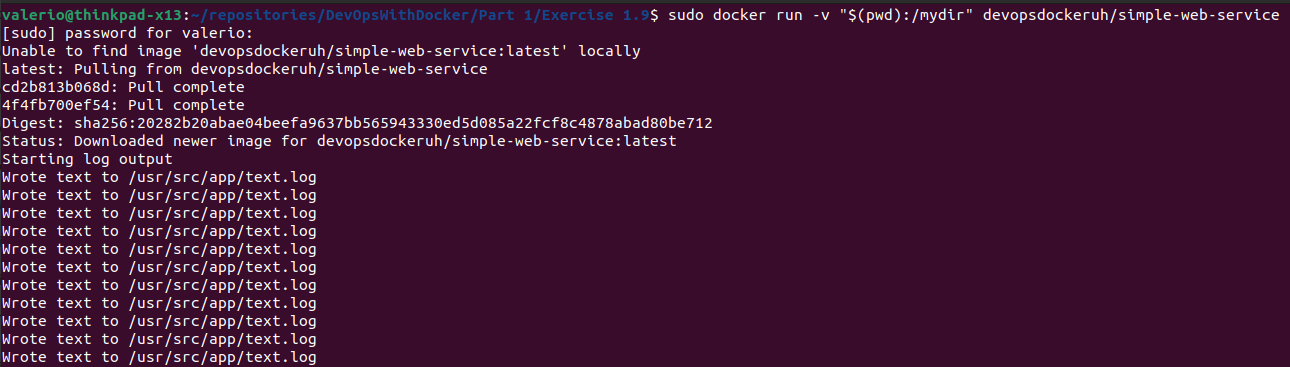 valerio@thinkpad-x13:~/repositories/DevOpsWithDocker/Part 1/Exercise 1.9$ sudo docker run -v "$(pwd):/mydir" devopsdockeruh/simple-web-service
[sudo] password for valerio:
Unable to find image 'devopsdockeruh/simple-web-service:latest' locally
latest: Pulling from devopsdockeruh/simple-web-service
cd2b813b068d: Pull complete
4f4fb700ef54: Pull complete
Digest: sha256:20282b20abae04beefa9637bb565943330ed5d085a22fcf8c4878abad80be712
Status: Downloaded newer image for devopsdockeruh/simple-web-service:latest
Starting log output
Wrote text to /usr/src/app/text.log
Wrote text to /usr/src/app/text.log
Wrote text to /usr/src/app/text.log
Wrote text to /usr/src/app/text.log
Wrote text to /usr/src/app/text.log
Wrote text to /usr/src/app/text.log
Wrote text to /usr/src/app/text.log
Wrote text to /usr/src/app/text.log
Wrote text to /usr/src/app/text.log
Wrote text to /usr/src/app/text.log
Wrote text to /usr/src/app/text.log